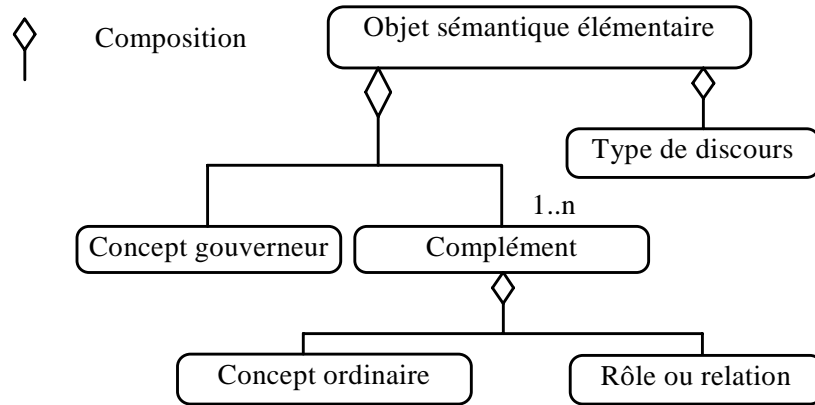 Composition
Objet sémantique élémentaire
Type de discours
1..n
Concept gouverneur
Complément
Concept ordinaire
Rôle ou relation